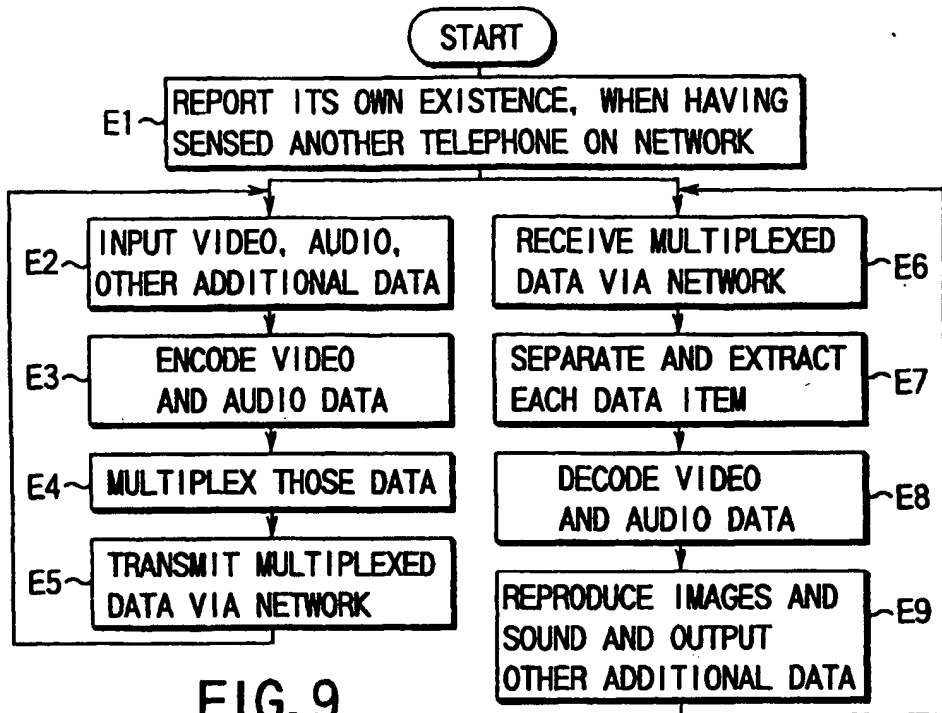 START
E1
REPORT ITS OWN EXISTENCE, WHEN HAVING
SENSED ANOTHER TELEPHONE ON NETWORK
E2
INPUT VIDEO, AUDIO,
OTHER ADDITIONAL DATA
E3
ENCODE VIDEO
AND AUDIO DATA
E4
MULTIPLEX THOSE DATA
E5
TRANSMIT MULTIPLEXED
DATA VIA NETWORK
RECEIVE MULTIPLEXED
DATA VIA NETWORK
E6
SEPARATE AND EXTRACT
EACH DATA ITEM
E7
DECODE VIDEO
AND AUDIO DATA
E8
REPRODUCE IMAGES AND
SOUND AND OUTPUT
OTHER ADDITIONAL DATA
E9
FIG. 9